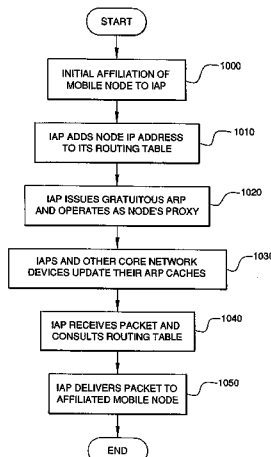 START
INITIAL AFFILIATION OF
MOBILE NODE TO IAP
1000
IAP ADDS NODE IP ADDRESS
TO ITS ROUTING TABLE
1010
IAP ISSUES GRATUITOUS ARP
AND OPERATES AS NODE'S PROXY
1020
IAPS AND OTHER CORE NETWORK
DEVICES UPDATE THEIR ARP CACHES
1030
IAP RECEIVES PACKET AND
CONSULTS ROUTING TABLE
1040
IAP DELIVERS PACKET TO
AFFILIATED MOBILE NODE
1050
END